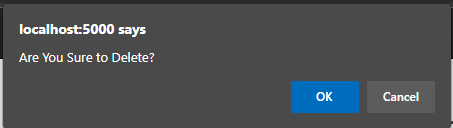 localhost:5000 says
Are You Sure to Delete?
OK
Cancel